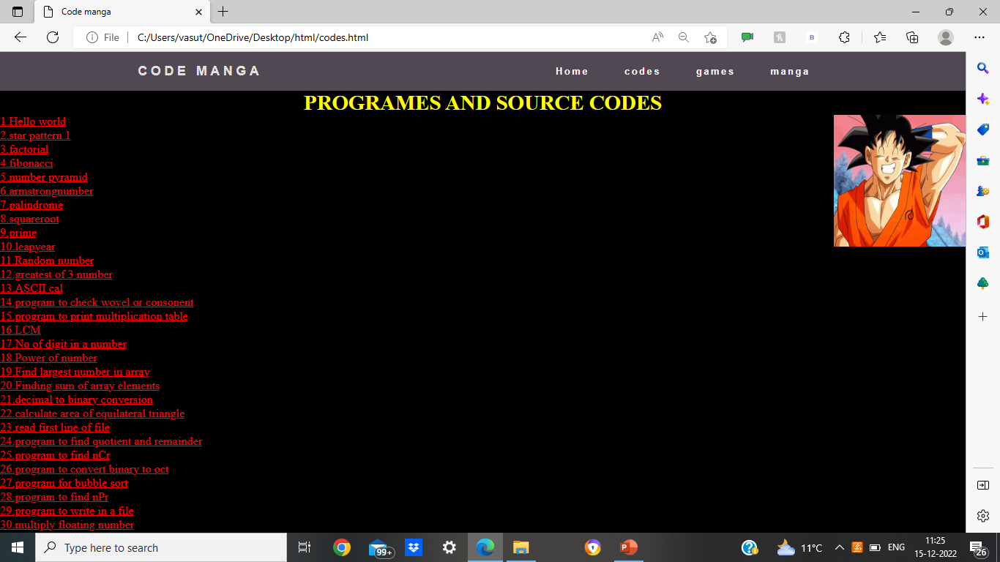 Code manga
File
C:/Users/vasut/OneDrive/Desktop/html/codes.html
CODE MANGA
Home codes games manga
PROGRAMES AND SOURCE CODES
1.Hello world
2.star pattern 1
3.factorial
4.fibonacci
5.number pyramid
6.armstrongnumber
7.palindrome
8.squareroot
9.prime
10.leapyear
11.Random number
12.greatest of 3 number
13.ASCII cal
14.program to check wovel or consonent
15.program to print multiplication table
16.LCM
17.No of digit in a number
18.Power of number
19.Find largest number in array
20.Finding sum of array elements
21.decimal to binary conversion
22.calculate area of equilateral triangle
23.read first line of file
24.program to find quotient and remainder
25.program to find nCr
26.program to convert binary to oct
27.program for bubble sort
28.program to find nPr
29.program to write in a file
30.multiply floating number
Type here to search
99+
11°C
ENG
11:25
15-12-2022
26